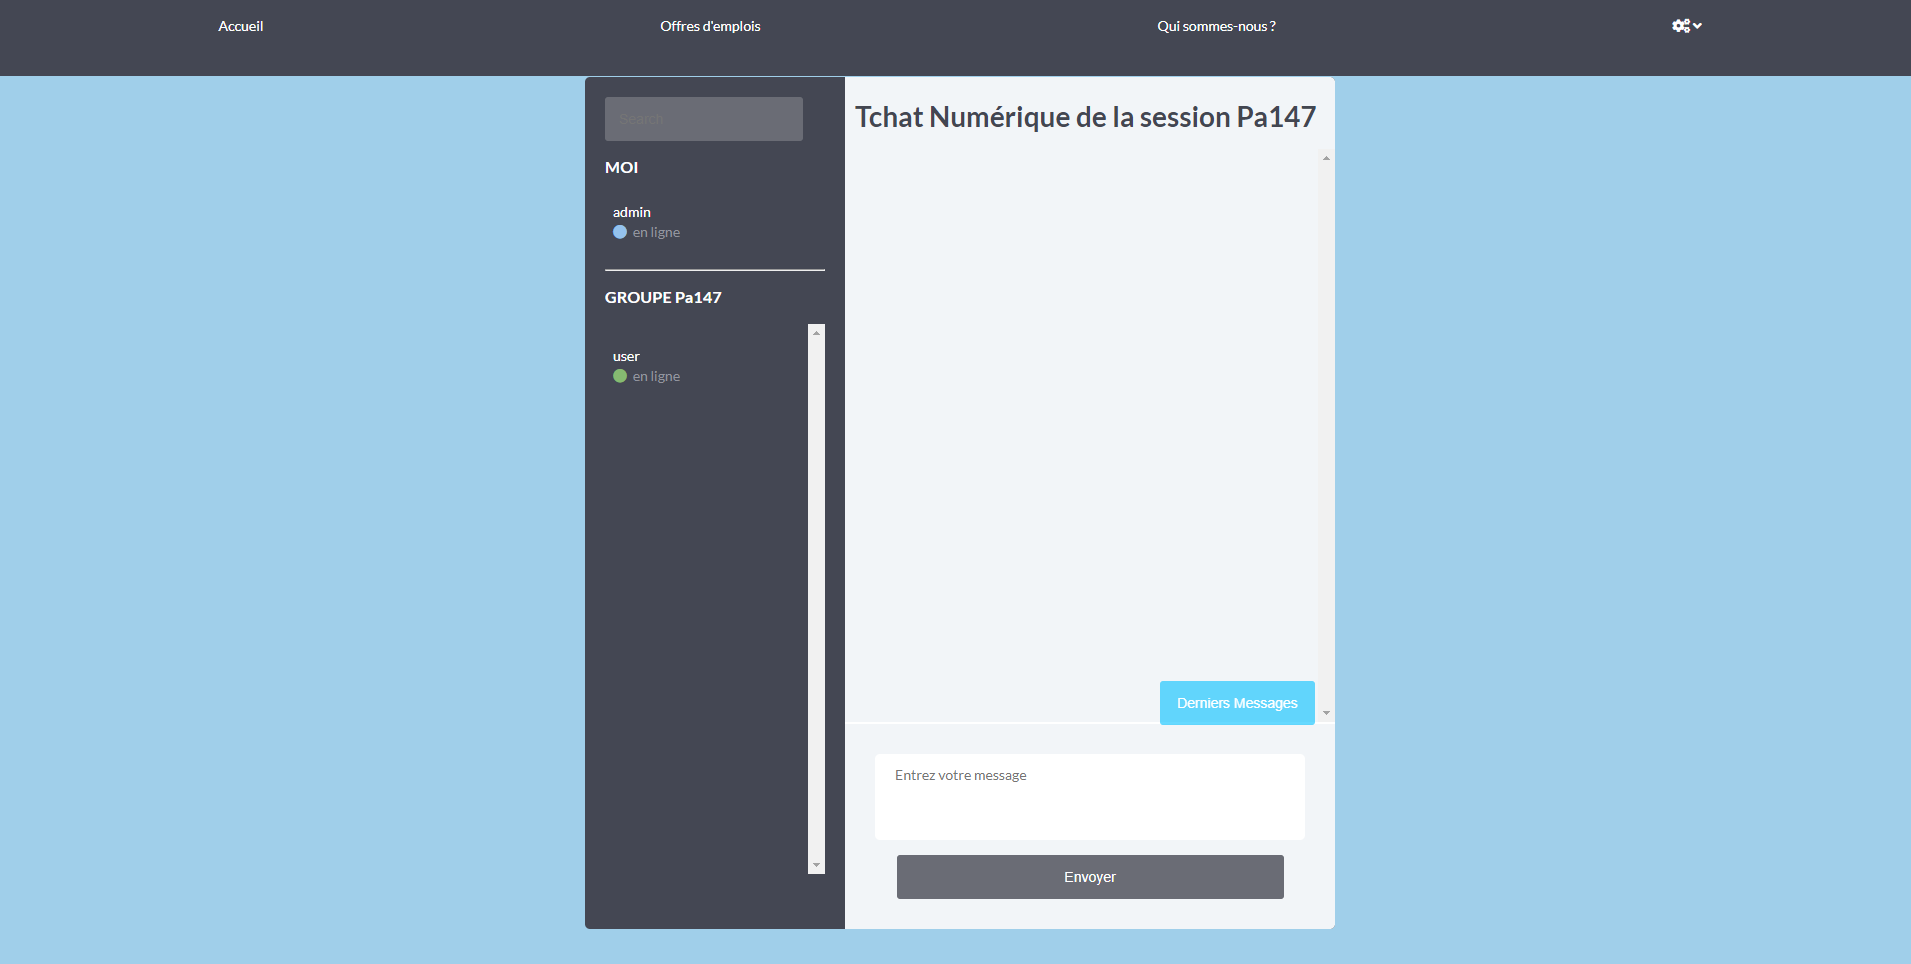 Accueil
Offres d'emplois
Qui sommes-nous ?
Search
MOI
admin
en ligne
GROUPE Pa147
user
en ligne
Tchat Numérique de la session Pa147
Derniers Messages
Entrez votre message
Envoyer